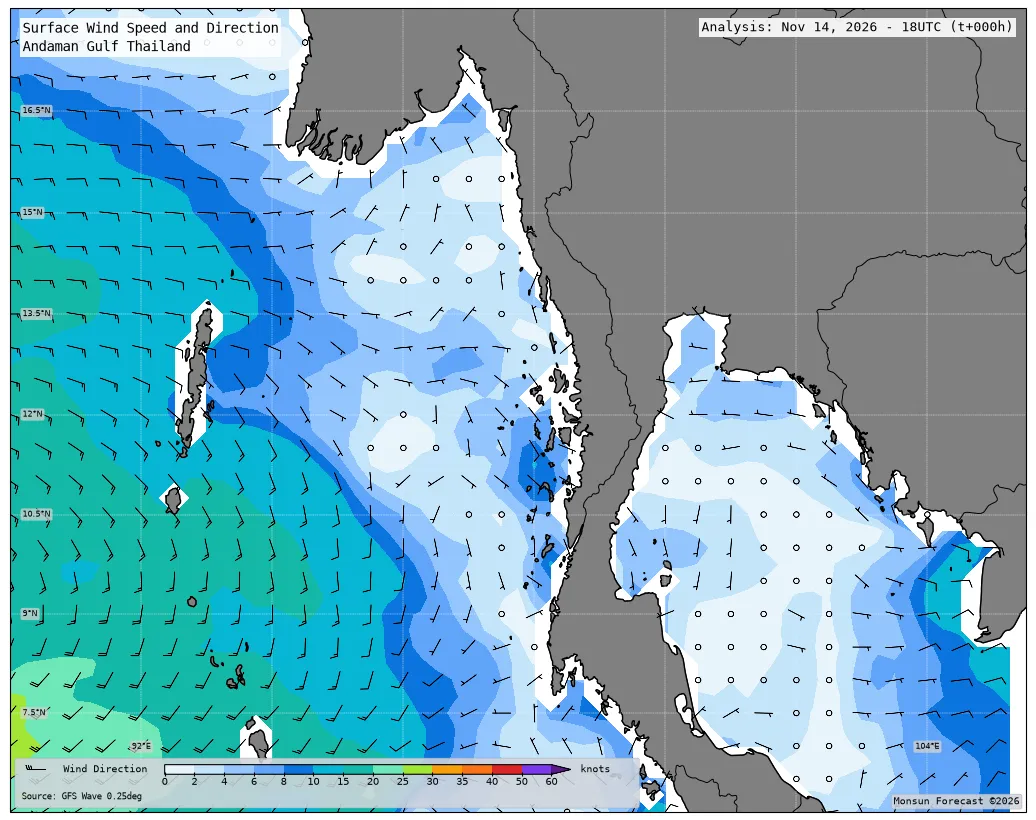 Surface Wind Speed and Direction
Andaman Gulf Thailand
Analysis: Nov 14, 2026 - 18UTC (t+000h)
16.5°N
15°N
13.5°N
12°N
10.5°N
9°N
7.5°N
92°E
104°E
Wind Direction
0 2 4 6 8 10 15 20 25 30 35 40 50 60
knots
Source: GFS Wave 0.25deg
Monsun Forecast ©2026